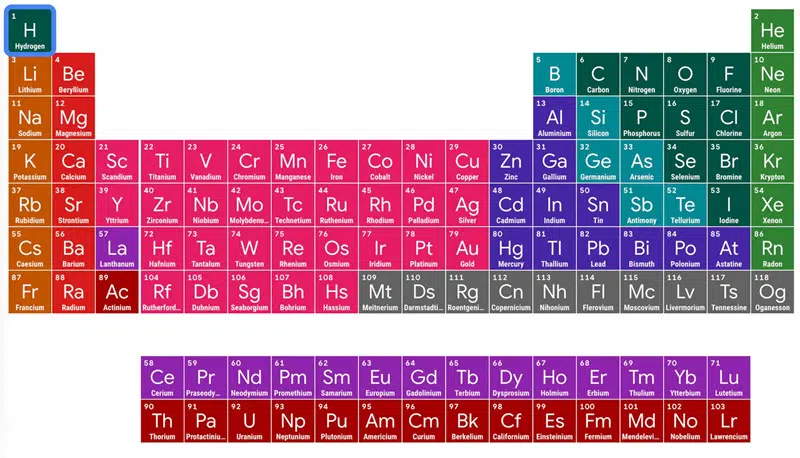 1 2
H He
Hydrogen Helium
3 4 5 6 7 8 9 10
Li Be B C N O F Ne
Lithium Beryllium Boron Carbon Nitrogen Oxygen Fluorine Neon
11 12 13 14 15 16 17 18
Na Mg Al Si P S Cl Ar
Sodium Magnesium Aluminium Silicon Phosphorus Sulfur Chlorine Argon
19 20 21 22 23 24 25 26 27 28 29 30 31 32 33 34 35 36
K Ca Sc Ti V Cr Mn Fe Co Ni Cu Zn Ga Ge As Se Br Kr
Potassium Calcium Scandium Titanium Vanadium Chromium Manganese Iron Cobalt Nickel Copper Zinc Gallium Germanium Arsenic Selenium Bromine Krypton
37 38 39 40 41 42 43 44 45 46 47 48 49 50 51 52 53 54
Rb Sr Y Zr Nb Mo Tc Ru Rh Pd Ag Cd In Sn Sb Te I Xe
Rubidium Strontium Yttrium Zirconium Niobium Molybdenu... Technetium Ruthenium Rhodium Palladium Silver Cadmium Indium Tin Antimony Tellurium Iodine Xenon
55 56 57 72 73 74 75 76 77 78 79 80 81 82 83 84 85 86
Cs Ba La Hf Ta W Re Os Ir Pt Au Hg Tl Pb Bi Po At Rn
Caesium Barium Lanthanum Hafnium Tantalum Tungsten Rhenium Osmium Iridium Platinum Gold Mercury Thallium Lead Bismuth Polonium Astatine Radon
87 88 89 104 105 106 107 108 109 110 111 112 113 114 115 116 117 118
Fr Ra Ac Rf Db Sg Bh Hs Mt Ds Rg Cn Nh Fl Mc Lv Ts Og
Francium Radium Actinium Rutherford... Dubnium Seaborgium Bohrium Hassium Meitnerium Darmstadti... Roentgeni... Copernicium Nihonium Flerovium Moscovium Livermorium Tennessine Oganesson
58 59 60 61 62 63 64 65 66 67 68 69 70 71
Ce Pr Nd Pm Sm Eu Gd Tb Dy Ho Er Tm Yb Lu
Cerium Praseody... Neodymium Promethium Samarium Europium Gadolinium Terbium Dysprosium Holmium Erbium Thulium Ytterbium Lutetium
90 91 92 93 94 95 96 97 98 99 100 101 102 103
Th Pa U Np Pu Am Cm Bk Cf Es Fm Md No Lr
Thorium Protactiniu... Uranium Neptunium Plutonium Americium Curium Berkelium Californium Einsteinium Fermium Mendelevi... Nobelium Lawrencium